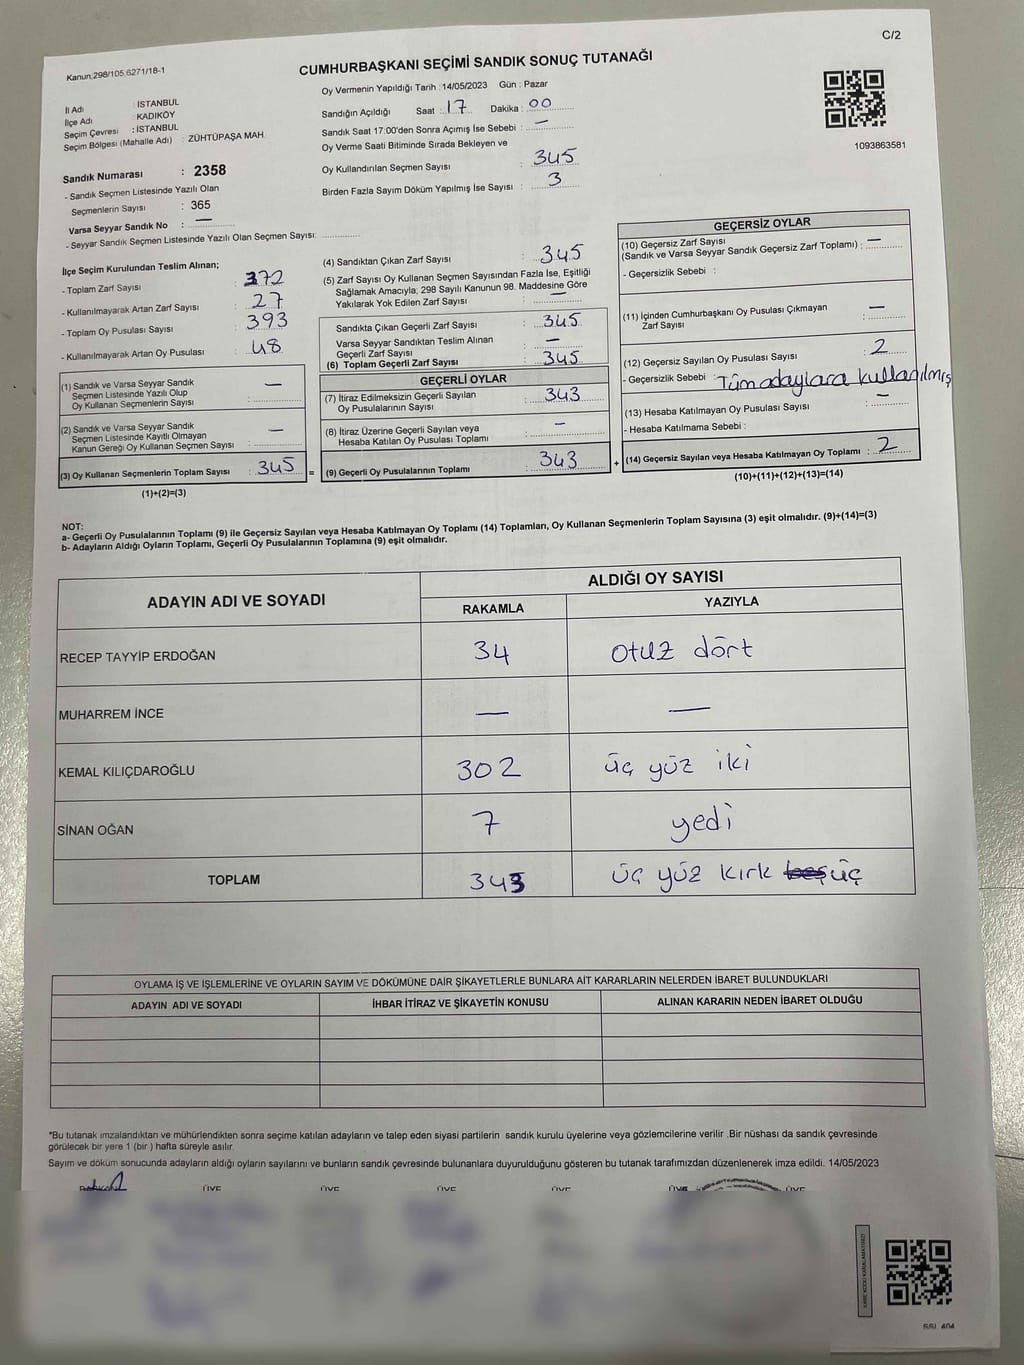 C/2
Kanun;298/105,6271/18-1
CUMHURBAŞKANI SEÇİMİ SANDIK SONUÇ TUTANAĞI
İl Adı : İSTANBUL
İlçe Adı : KADIKÖY
Seçim Çevresi : İSTANBUL
Seçim Bölgesi (Mahalle Adı) : ZÜHTÜPAŞA MAH.
Sandık Numarası : 2358
- Sandık Seçmen Listesinde Yazılı Olan
Seçmenlerin Sayısı : 365
Varsa Seyyar Sandık No : —
- Seyyar Sandık Seçmen Listesinde Yazılı Olan Seçmen Sayısı:
Oy Vermenin Yapıldığı Tarih : 14/05/2023 Gün : Pazar
Sandığın Açıldığı Saat : 17 Dakika : 00
Sandık Saat 17:00'den Sonra Açımış İse Sebebi : —
Oy Verme Saati Bitiminde Sırada Bekleyen ve
Oy Kullandırılan Seçmen Sayısı : 345
Birden Fazla Sayım Döküm Yapılmış İse Sayısı : 3
1093863581
İlçe Seçim Kurulundan Teslim Alınan;
- Toplam Zarf Sayısı : 372
- Kullanılmayarak Artan Zarf Sayısı : 27
- Toplam Oy Pusulası Sayısı : 393
- Kullanılmayarak Artan Oy Pusulası : 48
(1) Sandık ve Varsa Seyyar Sandık
Seçmen Listesinde Yazılı Olup
Oy Kullanan Seçmenlerin Sayısı : —
(2) Sandık ve Varsa Seyyar Sandık
Seçmen Listesinde Kayıtlı Olmayan
Kanun Gereği Oy Kullanan Seçmen Sayısı : —
(3) Oy Kullanan Seçmenlerin Toplam Sayısı : 345 =
(1)+(2)=(3)
(4) Sandıktan Çıkan Zarf Sayısı : 345
(5) Zarf Sayısı Oy Kullanan Seçmen Sayısından Fazla İse, Eşitliği
Sağlamak Amacıyla; 298 Sayılı Kanunun 98. Maddesine Göre
Yakılarak Yok Edilen Zarf Sayısı : —
Sandıkta Çıkan Geçerli Zarf Sayısı : 345
Varsa Seyyar Sandıktan Teslim Alınan
Geçerli Zarf Sayısı : —
(6) Toplam Geçerli Zarf Sayısı : 345
GEÇERLİ OYLAR
(7) İtiraz Edilmeksizin Geçerli Sayılan
Oy Pusulalarının Sayısı : 343
(8) İtiraz Üzerine Geçerli Sayılan veya
Hesaba Katılan Oy Pusulası Toplamı : —
(9) Geçerli Oy Pusulalarının Toplamı : 343 +
GEÇERSİZ OYLAR
(10) Geçersiz Zarf Sayısı
(Sandık ve Varsa Seyyar Sandık Geçersiz Zarf Toplamı) : —
- Geçersizlik Sebebi :
(11) İçinden Cumhurbaşkanı Oy Pusulası Çıkmayan
Zarf Sayısı : —
(12) Geçersiz Sayılan Oy Pusulası Sayısı : 2
- Geçersizlik Sebebi : Tüm adaylara kullanılmış
(13) Hesaba Katılmayan Oy Pusulası Sayısı : —
- Hesaba Katılmama Sebebi :
(14) Geçersiz Sayılan veya Hesaba Katılmayan Oy Toplamı : 2
(10)+(11)+(12)+(13)=(14)
NOT:
a- Geçerli Oy Pusulalarının Toplamı (9) ile Geçersiz Sayılan veya Hesaba Katılmayan Oy Toplamı (14) Toplamları, Oy Kullanan Seçmenlerin Toplam Sayısına (3) eşit olmalıdır. (9)+(14)=(3)
b- Adayların Aldığı Oyların Toplamı, Geçerli Oy Pusulalarının Toplamına (9) eşit olmalıdır.
ADAYIN ADI VE SOYADI
ALDIĞI OY SAYISI
RAKAMLA YAZIYLA
RECEP TAYYİP ERDOĞAN 34 otuz dört
MUHARREM İNCE — —
KEMAL KILIÇDAROĞLU 302 üç yüz iki
SİNAN OĞAN 7 yedi
TOPLAM 343 üç yüz kırk beş üç
OYLAMA İŞ VE İŞLEMLERİNE VE OYLARIN SAYIM VE DÖKÜMÜNE DAİR ŞİKAYETLERLE BUNLARA AİT KARARLARIN NELERDEN İBARET BULUNDUKLARI
ADAYIN ADI VE SOYADI İHBAR İTİRAZ VE ŞİKAYETİN KONUSU ALINAN KARARIN NEDEN İBARET OLDUĞU
*Bu tutanak imzalandıktan ve mühürlendikten sonra seçime katılan adayların ve talep eden siyasi partilerin sandık kurulu üyelerine veya gözlemcilerine verilir .Bir nüshası da sandık çevresinde
görülecek bir yere 1 (bir ) hafta süreyle asılır.
Sayım ve döküm sonucunda adayların aldığı oyların sayılarını ve bunların sandık çevresinde bulunanlara duyurulduğunu gösteren bu tutanak tarafımızdan düzenlenerek imza edildi. 14/05/2023
ÜYE ÜYE ÜYE ÜYE ÜYE ÜYE